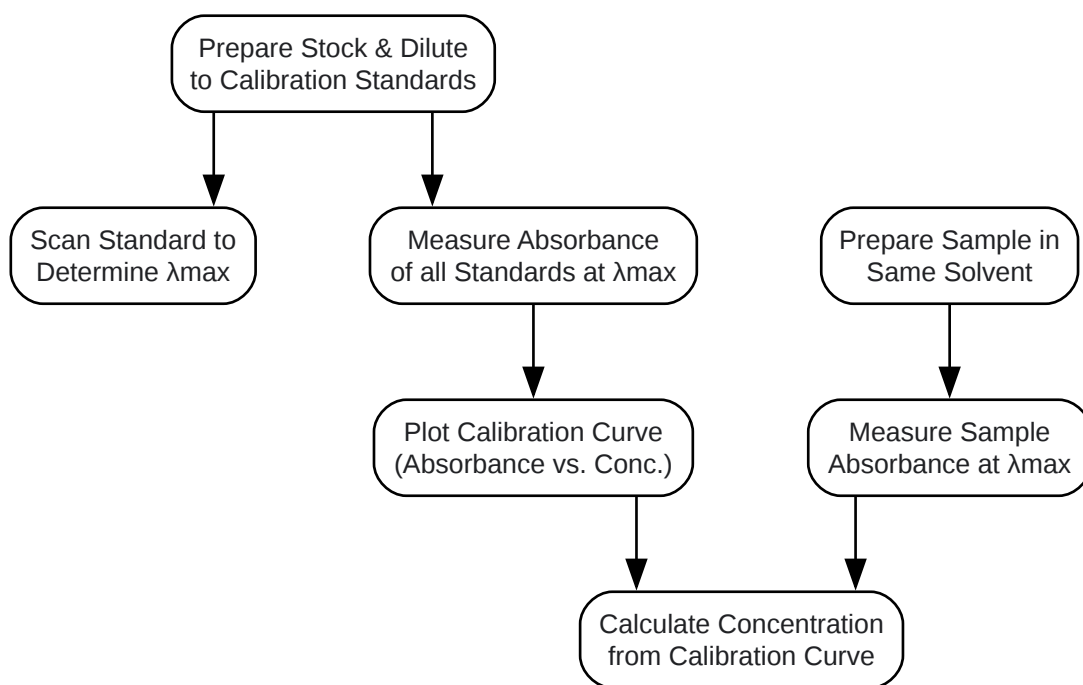 Prepare Stock & Dilute
to Calibration Standards
Scan Standard to
Determine λmax
Measure Absorbance
of all Standards at λmax
Prepare Sample in
Same Solvent
Plot Calibration Curve
(Absorbance vs. Conc.)
Measure Sample
Absorbance at λmax
Calculate Concentration
from Calibration Curve